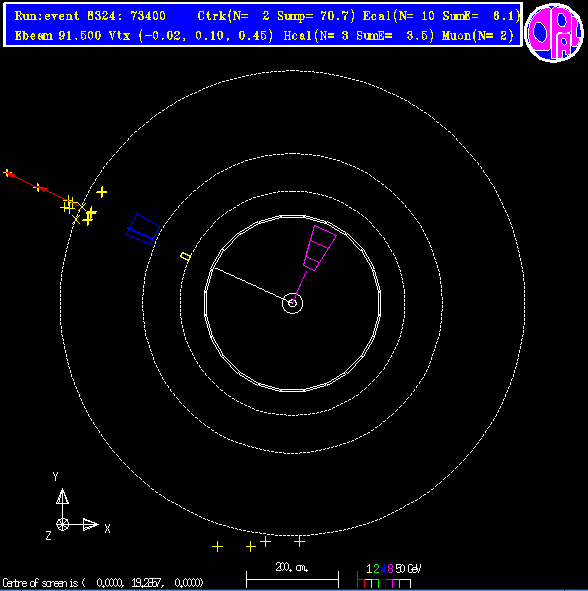 Run:event 8324: 73400 Ctrk(N= 2 Sump= 70.7) Ecal(N= 10 SumE= 6.1)
Ebeam 91.500 Vtx (-0.02, 0.10, 0.45) Hcal(N= 3 SumE= 3.5) Muon(N= 2)
OPAL
Y
X
Z
200. cm.
1 2 4 8 50 GeV
Centre of screen is ( 0.0000, 19.2857, 0.0000)